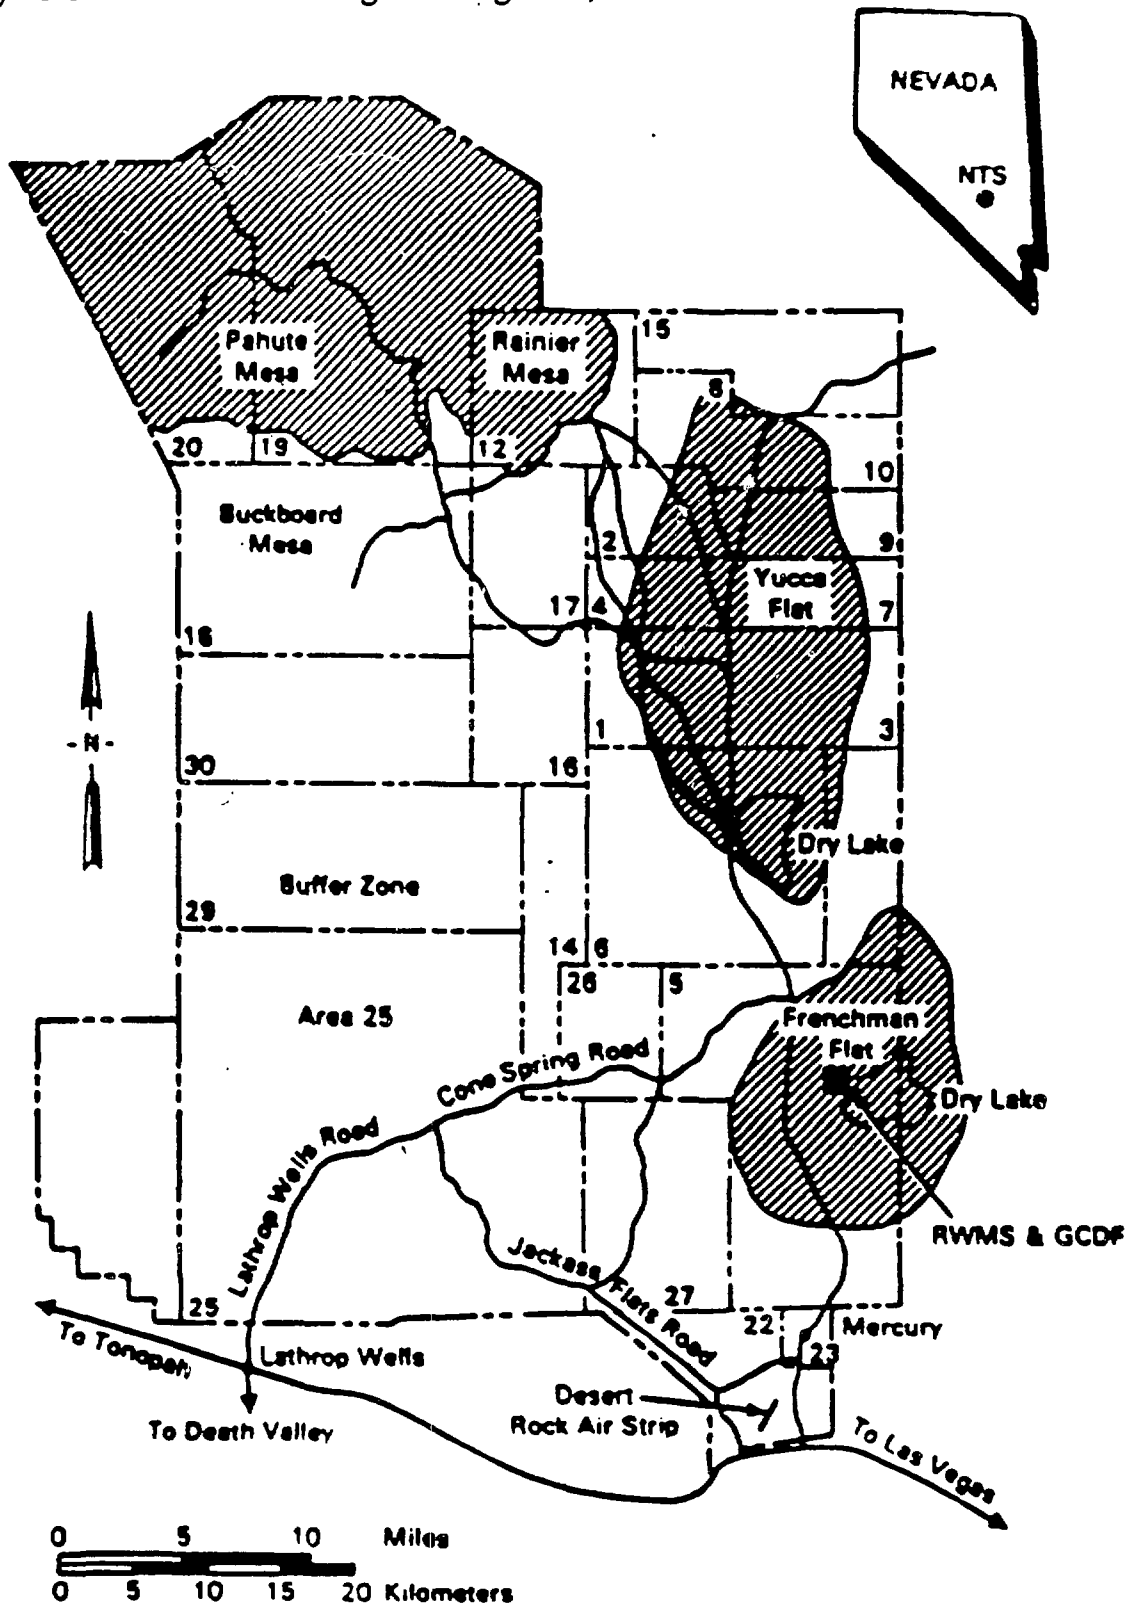 NEVADA
NTS
15
Pahute
Mesa
Rainier
Mesa
8
20
19
12
10
Buckboard
Mesa
2
9
Yucca
Flat
17
4
7
18
1
3
30
16
Dry Lake
Buffer Zone
29
14
6
26
5
Area 25
Frenchman
Flat
Cane Spring Road
Dry Lake
Lathrop Wells Road
RWMS & GCDF
Jackass Flats Road
25
27
22
Mercury
23
To Tonopah
Lathrop Wells
Desert
Rock Air Strip
To Death Valley
To Las Vegas
- N -
0 5 10 Miles
0 5 10 15 20 Kilometers